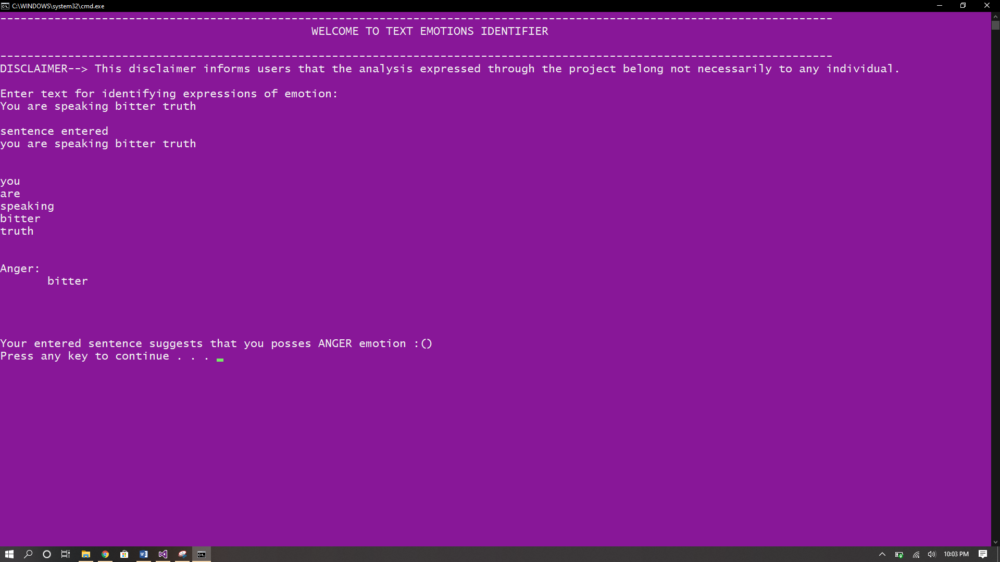 C:\WINDOWS\system32\cmd.exe
---------------------------------------------------------------------------------------------------------------------------
WELCOME TO TEXT EMOTIONS IDENTIFIER
---------------------------------------------------------------------------------------------------------------------------
DISCLAIMER--> This disclaimer informs users that the analysis expressed through the project belong not necessarily to any individual.
Enter text for identifying expressions of emotion:
You are speaking bitter truth
sentence entered
you are speaking bitter truth
you
are
speaking
bitter
truth
Anger:
bitter
Your entered sentence suggests that you posses ANGER emotion :()
Press any key to continue . . .
10:03 PM